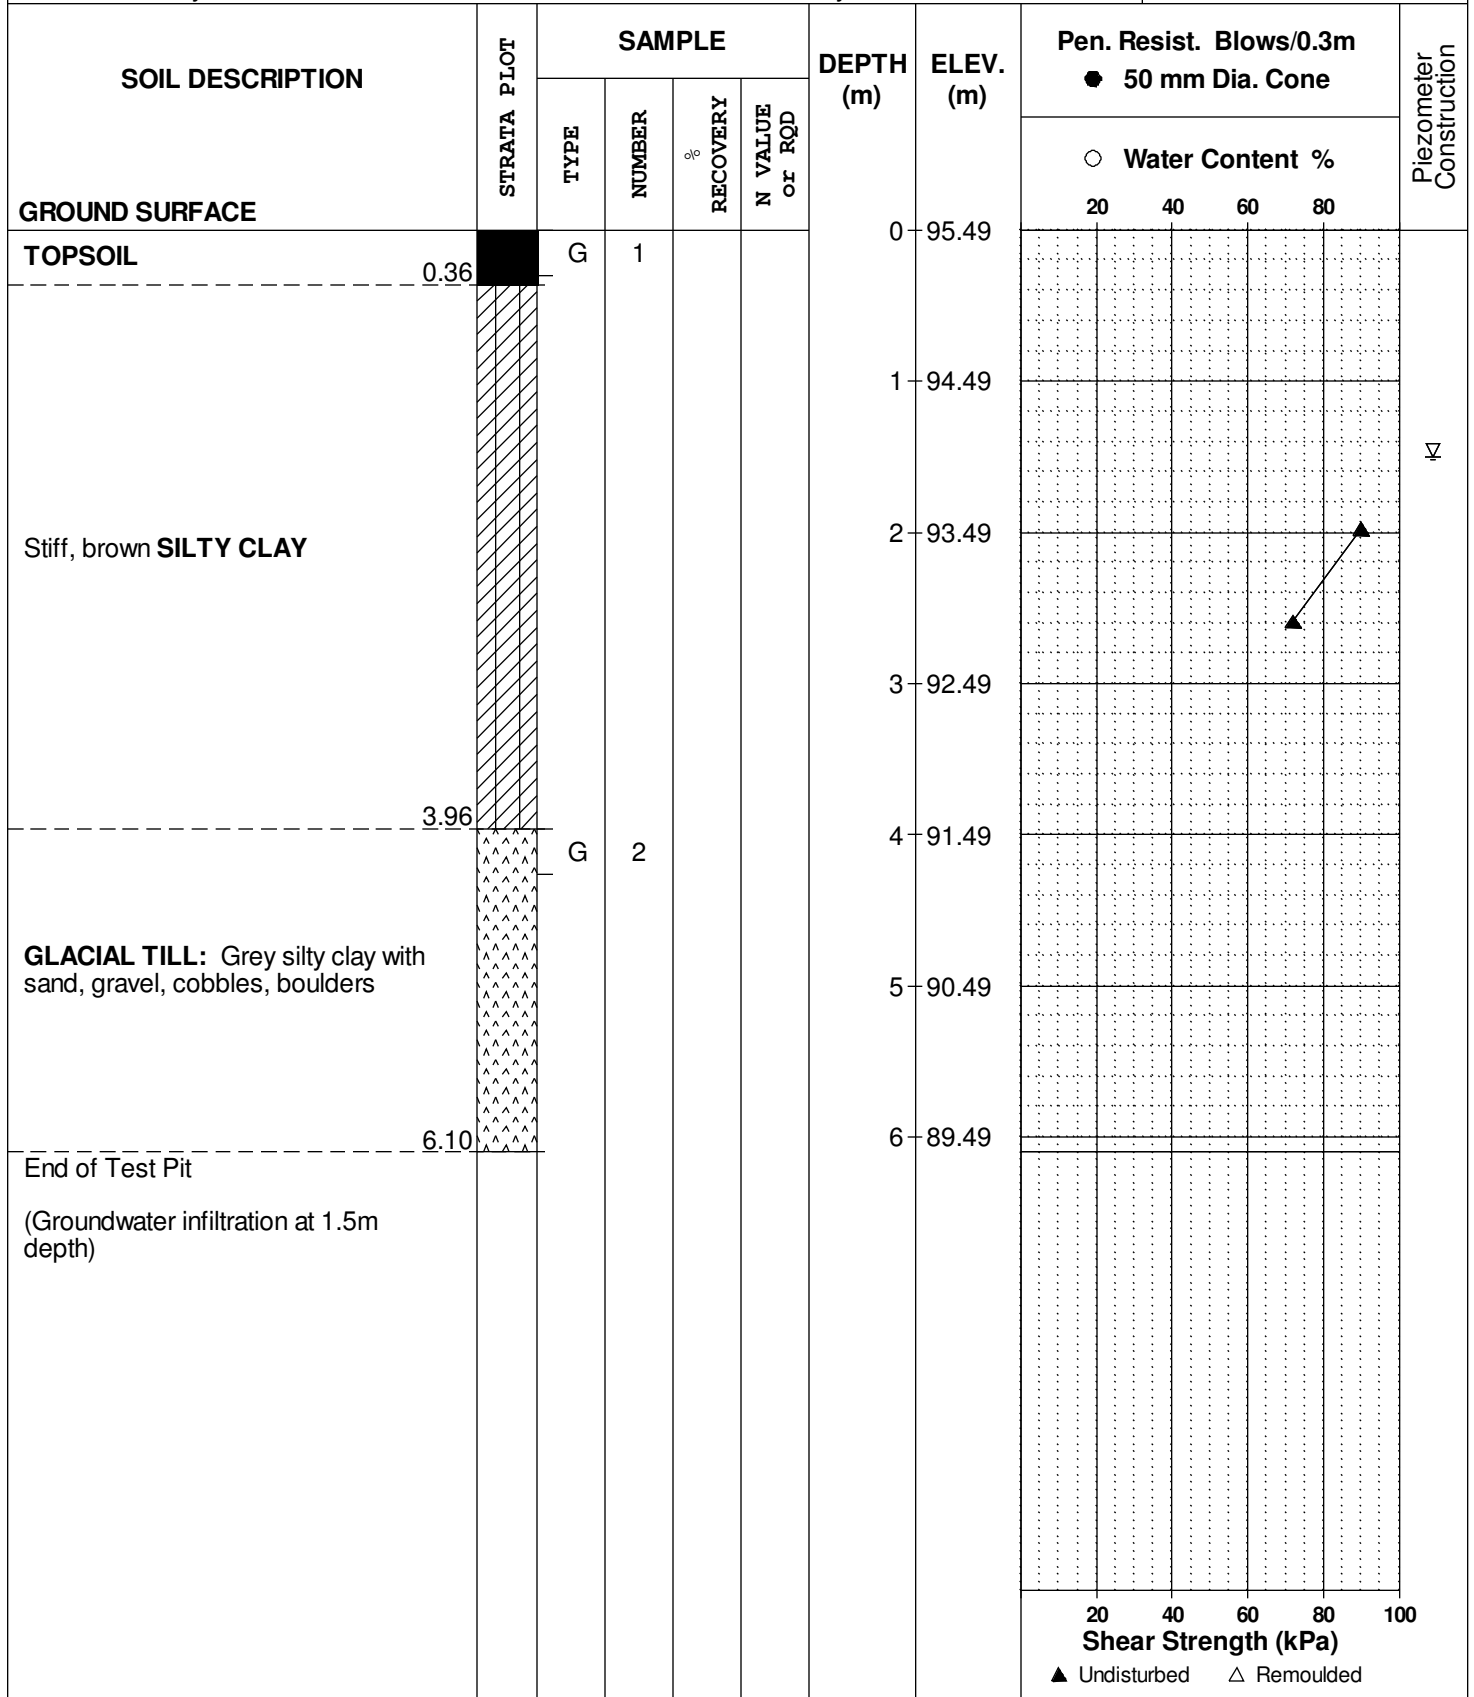 SOIL DESCRIPTION
GROUND SURFACE
STRATA PLOT
SAMPLE
TYPE
NUMBER
%
RECOVERY
N VALUE
or RQD
DEPTH
(m)
ELEV.
(m)
Pen. Resist. Blows/0.3m
● 50 mm Dia. Cone
○ Water Content %
20 40 60 80
Piezometer
Construction
TOPSOIL
0.36
G 1
0 95.49
1 94.49
Stiff, brown SILTY CLAY
2 93.49
3 92.49
3.96
G 2
4 91.49
GLACIAL TILL: Grey silty clay with
sand, gravel, cobbles, boulders
5 90.49
6 89.49
6.10
End of Test Pit
(Groundwater infiltration at 1.5m
depth)
20 40 60 80 100
Shear Strength (kPa)
▲ Undisturbed △ Remoulded